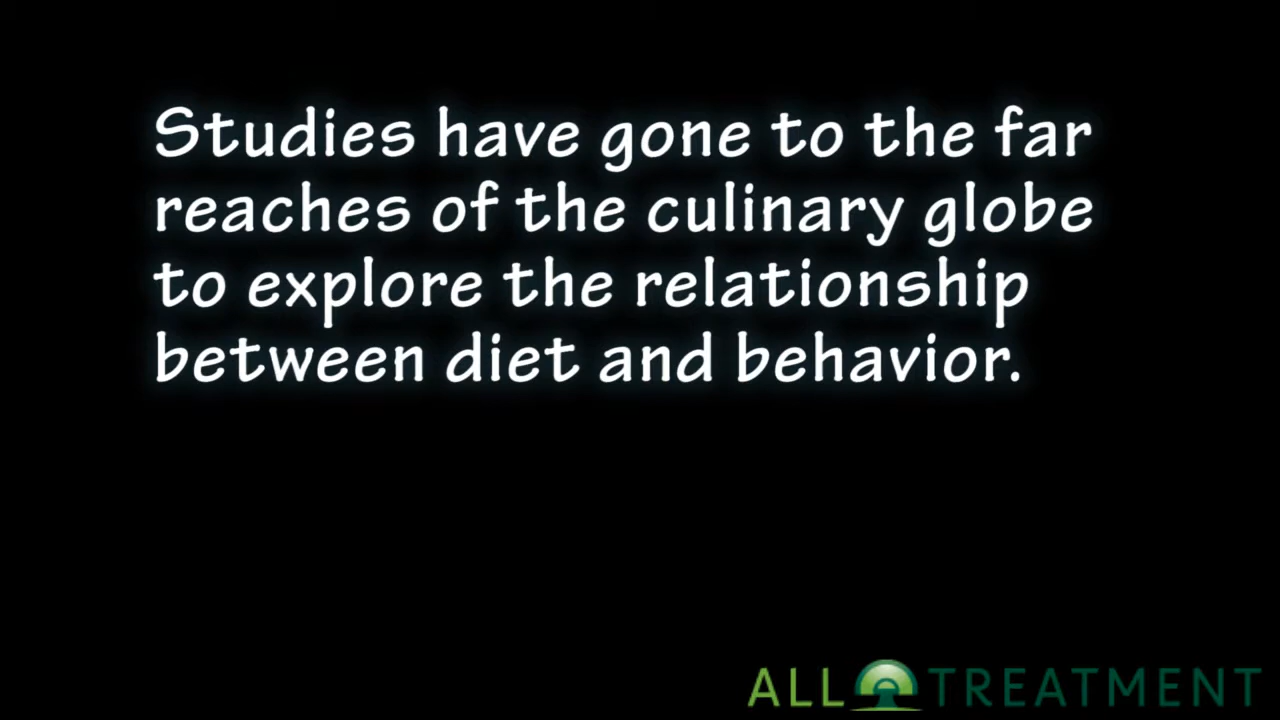 Studies have gone to the far
reaches of the culinary globe
to explore the relationship
between diet and behavior.
ALL TREATMENT